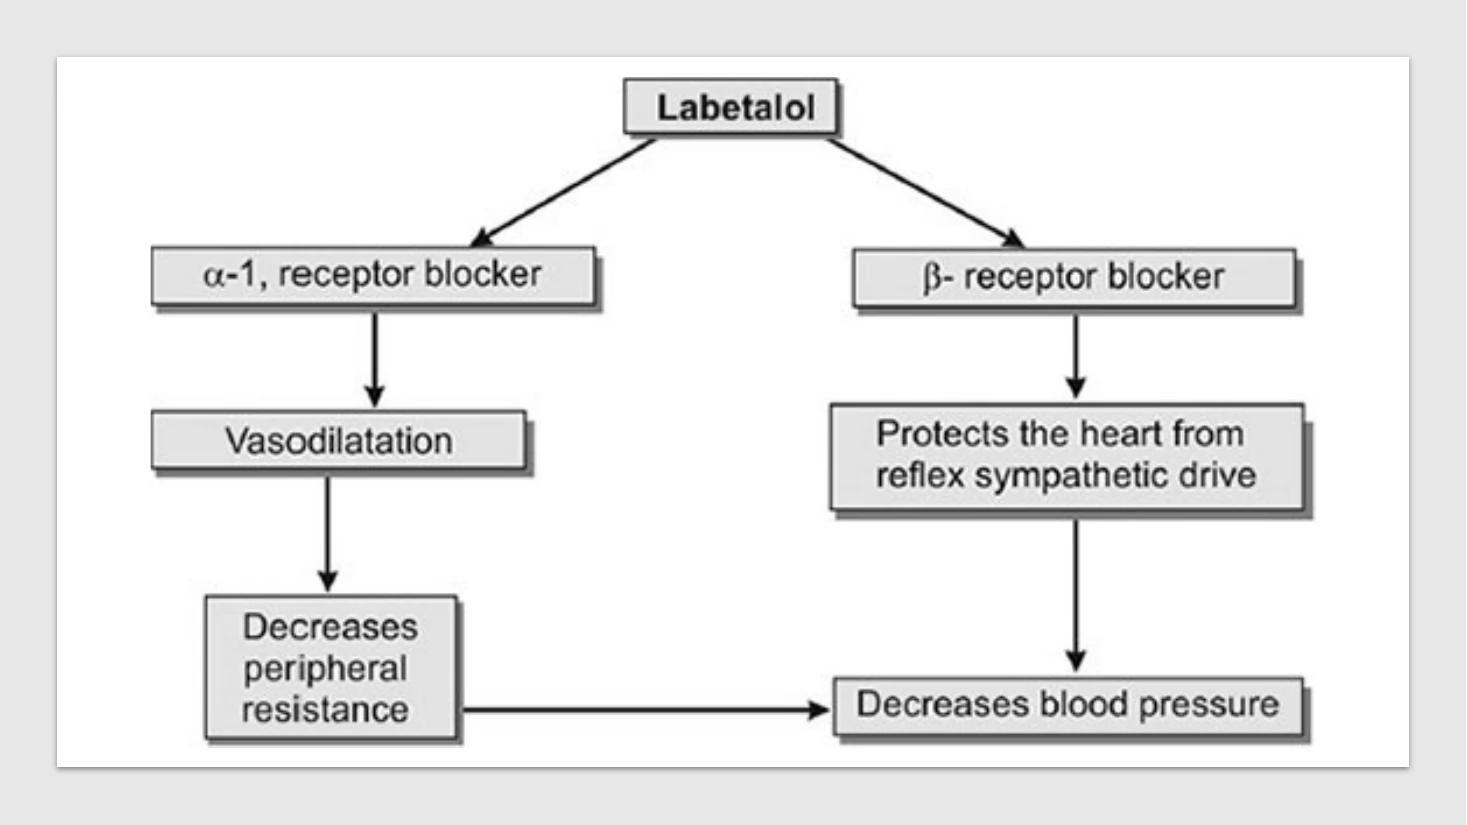 Labetalol
α-1, receptor blocker
β- receptor blocker
Vasodilatation
Protects the heart from
reflex sympathetic drive
Decreases
peripheral
resistance
Decreases blood pressure